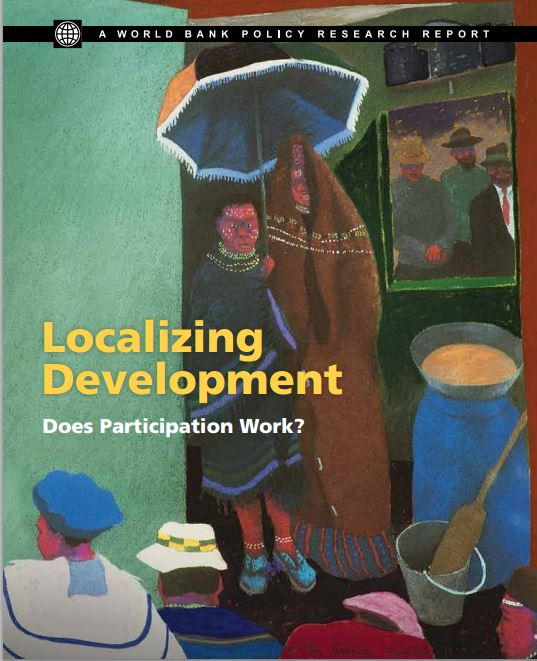 A WORLD BANK POLICY RESEARCH REPORT
Localizing
Development
Does Participation Work?